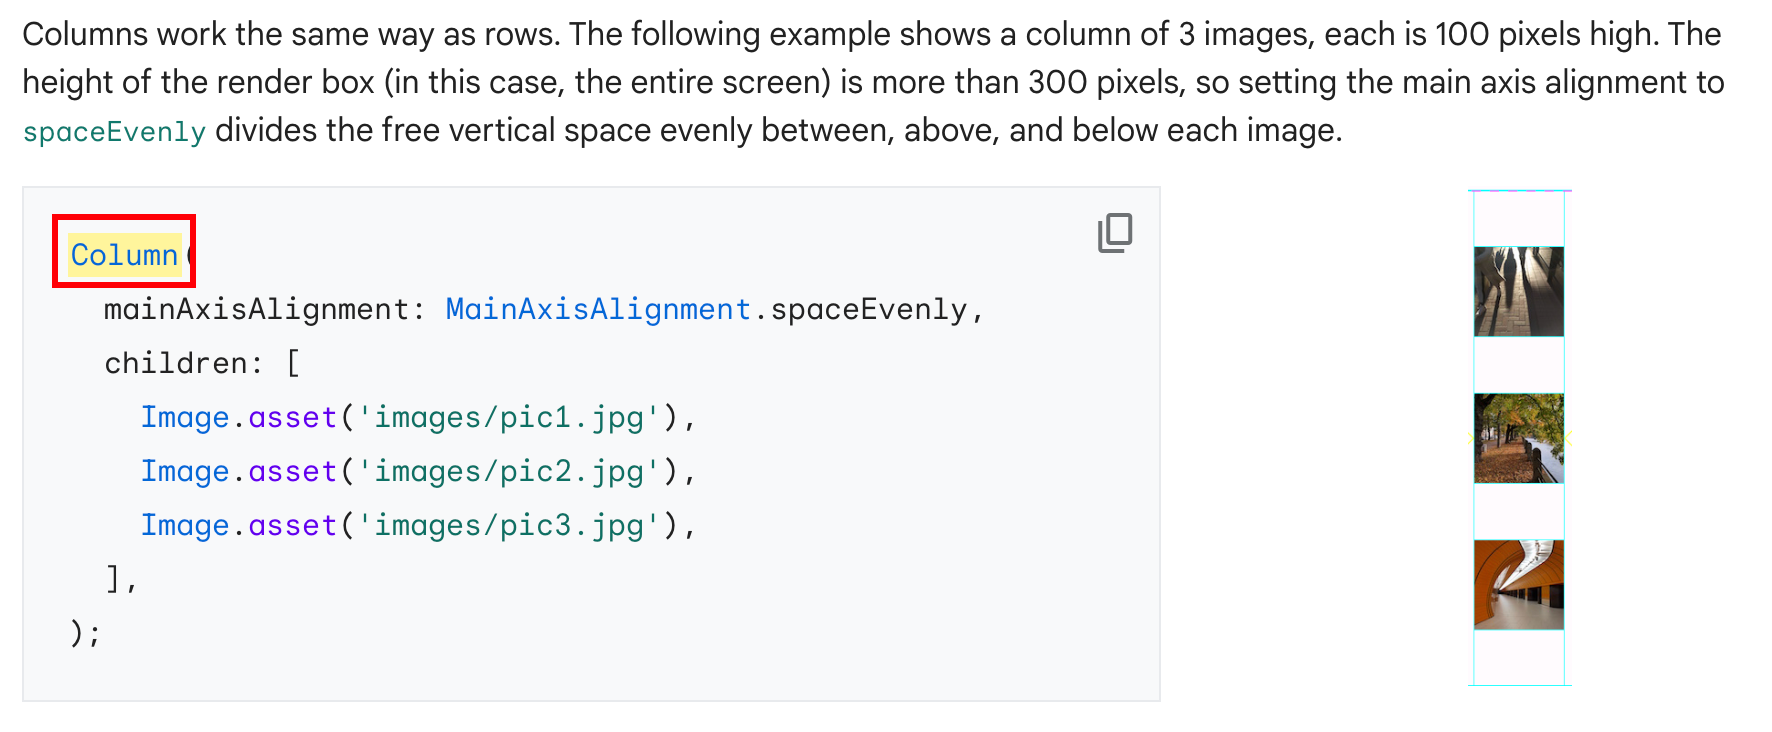 Columns work the same way as rows. The following example shows a column of 3 images, each is 100 pixels high. The
height of the render box (in this case, the entire screen) is more than 300 pixels, so setting the main axis alignment to
spaceEvenly divides the free vertical space evenly between, above, and below each image.
Column(
mainAxisAlignment: MainAxisAlignment.spaceEvenly,
children: [
Image.asset('images/pic1.jpg'),
Image.asset('images/pic2.jpg'),
Image.asset('images/pic3.jpg'),
],
);